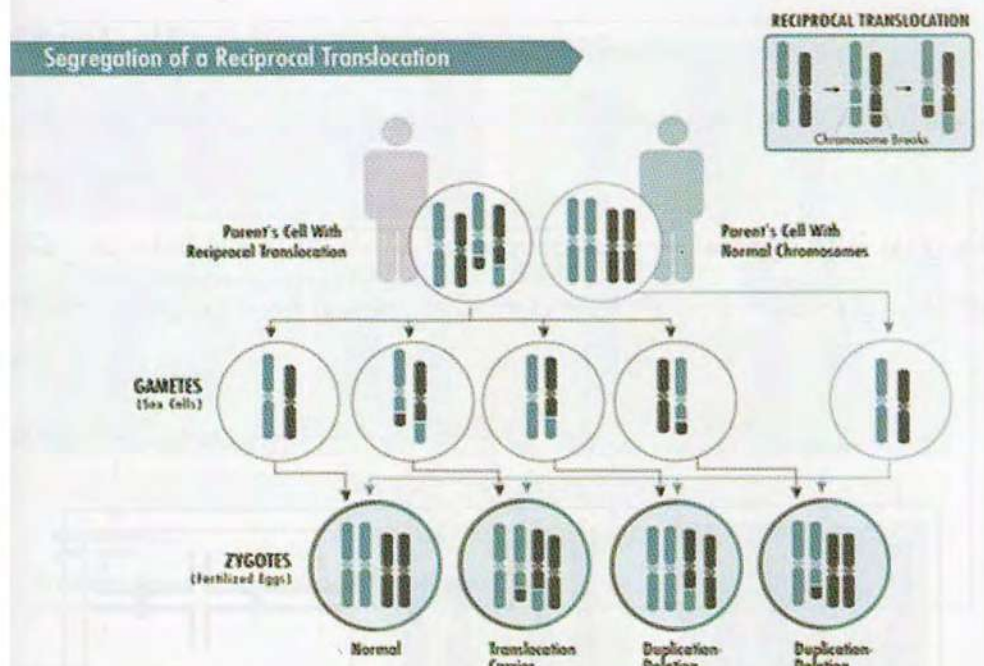 RECIPROCAL TRANSLOCATION
Segregation of a Reciprocal Translocation
Chromosome Breaks
Parent's Cell With
Reciprocal Translocation
Parent's Cell With
Normal Chromosomes
GAMETES
(Sex Cells)
ZYGOTES
(Fertilized Eggs)
Normal
Translocation
Carrier
Duplication-
Deletion
Duplication-
Deletion